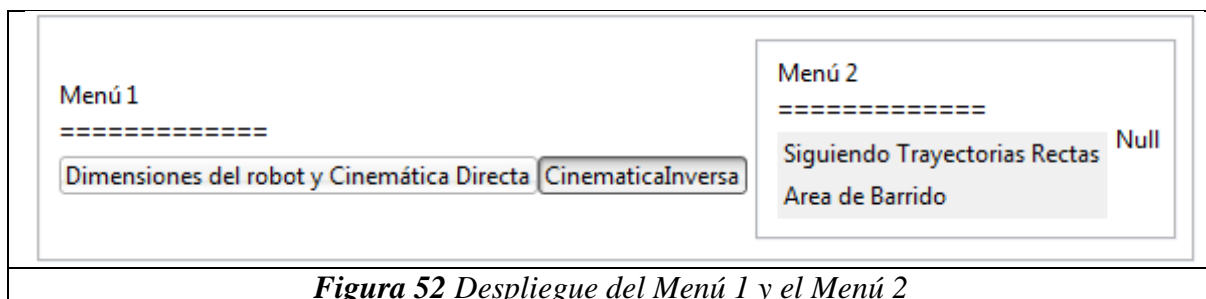 Menú 1
=============
Dimensiones del robot y Cinemática Directa CinematicaInversa
Menú 2
=============
Siguiendo Trayectorias Rectas
Area de Barrido
Null
Figura 52 Despliegue del Menú 1 y el Menú 2